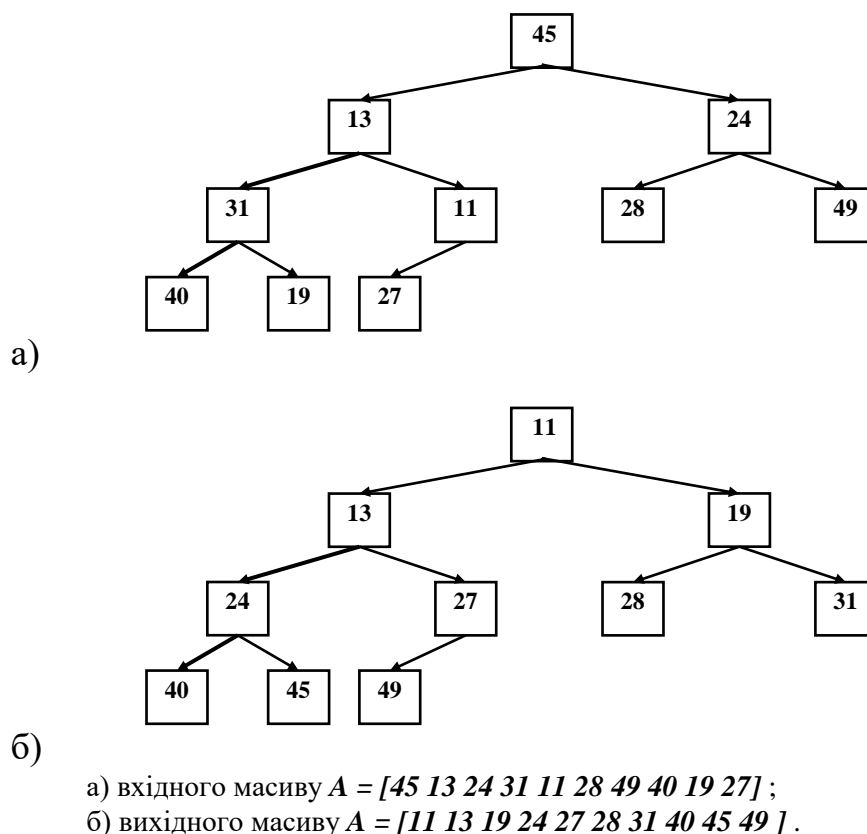 45
13 24
31 11 28 49
40 19 27
а)
11
13 19
24 27 28 31
40 45 49
б)
а) вхідного масиву A = [45 13 24 31 11 28 49 40 19 27] ;
б) вихідного масиву A = [11 13 19 24 27 28 31 40 45 49 ] .